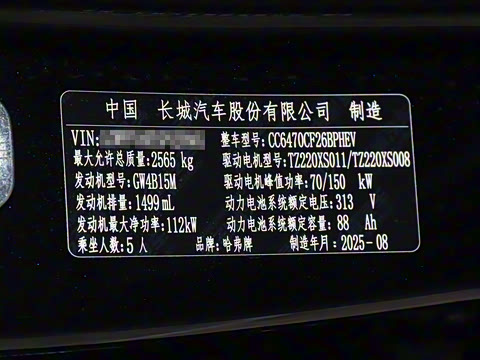 中国 长城汽车股份有限公司 制造
VIN: 整车型号:CC6470CF26BPHEV
最大允许总质量:2565 kg 驱动电机型号:TZ220XS011/TZ220XS008
发动机型号:GW4B15M 驱动电机峰值功率:70/150 kW
发动机排量:1499mL 动力电池系统额定电压:313 V
发动机最大净功率:112kW 动力电池系统额定容量:88 Ah
乘坐人数:5 人 品牌:哈弗牌 制造年月:2025-08